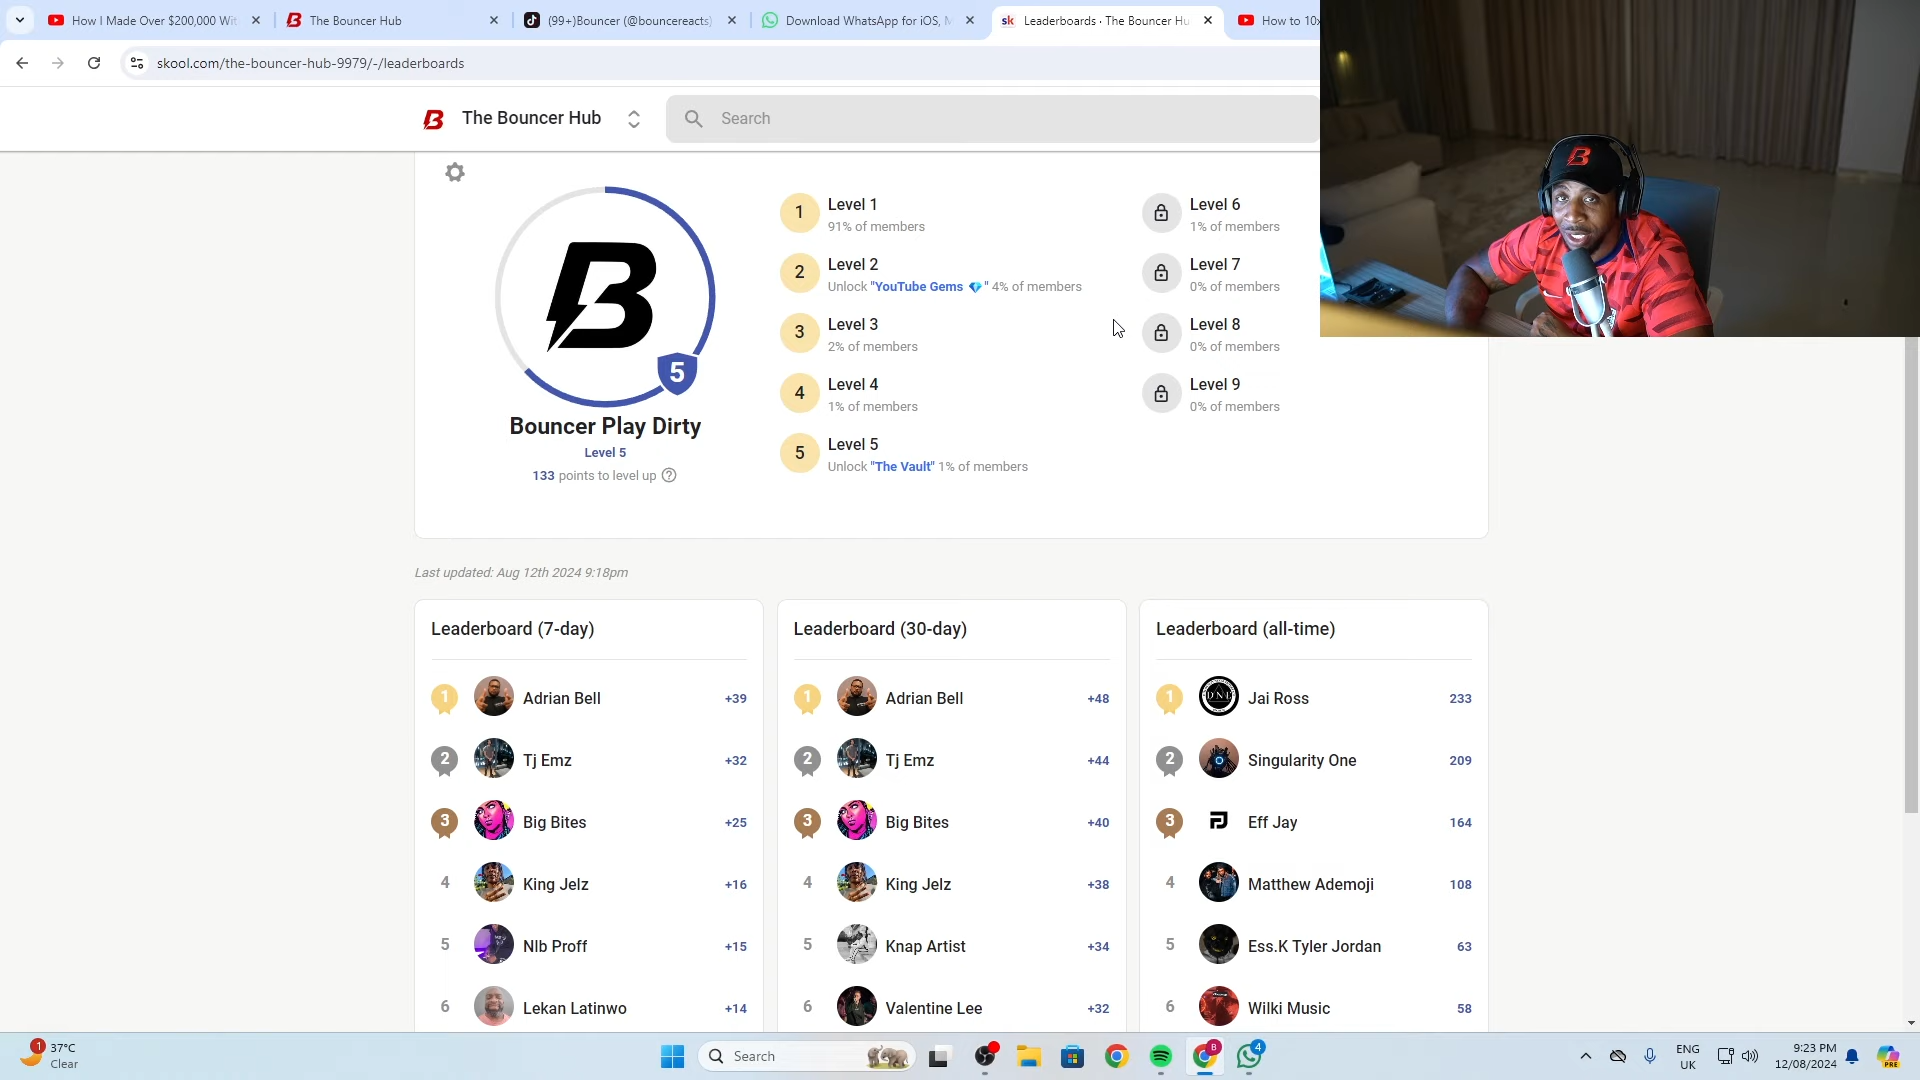 How I Made Over $200,000 Wit
The Bouncer Hub
(99+)Bouncer (@bouncereacts)
Download WhatsApp for iOS, M
sk Leaderboards · The Bouncer Hu
How to 10x
skool.com/the-bouncer-hub-9979/-/leaderboards
B The Bouncer Hub
Search
B
5
Bouncer Play Dirty
Level 5
133 points to level up
1 Level 1
91% of members
2 Level 2
Unlock "YouTube Gems 💎" 4% of members
3 Level 3
2% of members
4 Level 4
1% of members
5 Level 5
Unlock "The Vault" 1% of members
Level 6
1% of members
Level 7
0% of members
Level 8
0% of members
Level 9
0% of members
B
Last updated: Aug 12th 2024 9:18pm
Leaderboard (7-day)
1 Adrian Bell +39
2 Tj Emz +32
3 Big Bites +25
4 King Jelz +16
5 Nlb Proff +15
6 Lekan Latinwo +14
Leaderboard (30-day)
1 Adrian Bell +48
2 Tj Emz +44
3 Big Bites +40
4 King Jelz +38
5 Knap Artist +34
6 Valentine Lee +32
Leaderboard (all-time)
1 Jai Ross 233
2 Singularity One 209
3 Eff Jay 164
4 Matthew Ademoji 108
5 Ess.K Tyler Jordan 63
6 Wilki Music 58
1
37°C
Clear
Search
B
4
ENG
UK
9:23 PM
12/08/2024
PRE